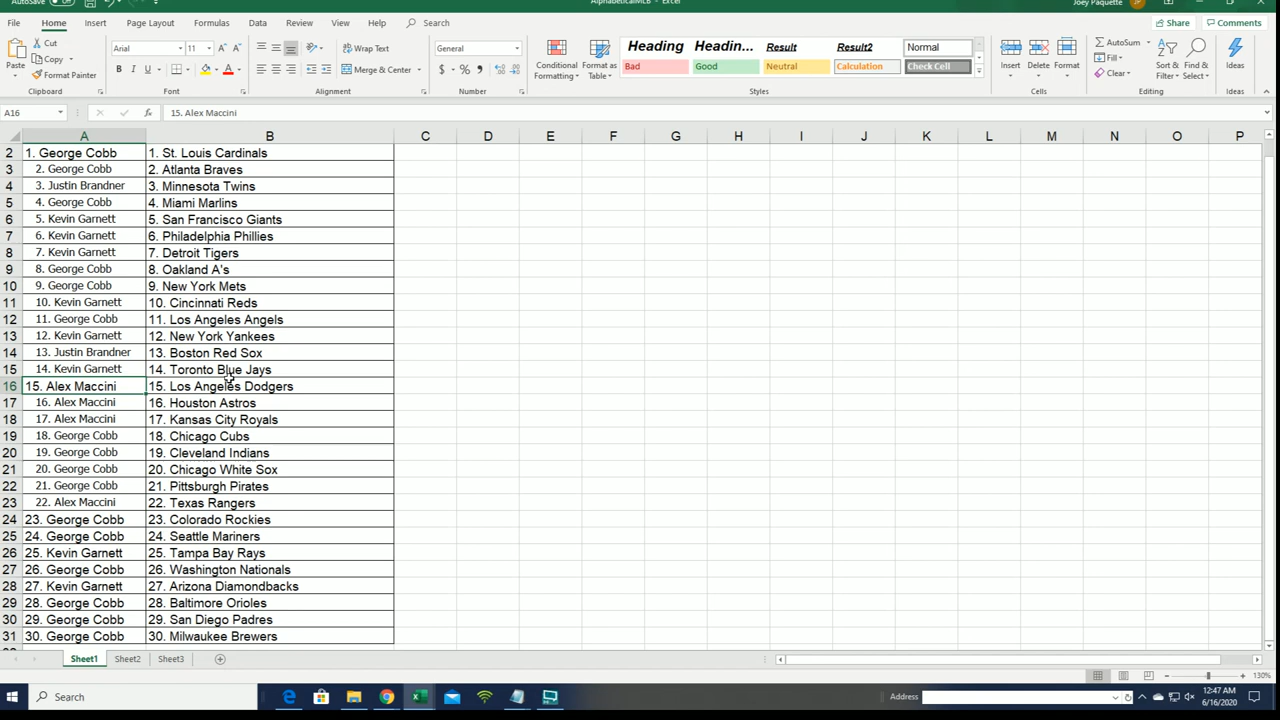 AutoSave
AlphabeticalMLB - Excel
Joey Paquette
JP
File Home Insert Page Layout Formulas Data Review View Help Search
Share Comments
Paste
Cut
Copy
Format Painter
Clipboard
Arial 11
B I U
Font
Wrap Text
Merge & Center
Alignment
General
$ % 9
Number
Conditional Formatting
Format as Table
Heading Headin... Result Result2 Normal
Bad Good Neutral Calculation Check Cell
Styles
Insert Delete Format
Cells
AutoSum
Fill
Clear
Sort & Filter
Find & Select
Editing
Ideas
Ideas
A16 fx 15. Alex Maccini
A B C D E F G H I J K L M N O P
2 1. George Cobb 1. St. Louis Cardinals
3 2. George Cobb 2. Atlanta Braves
4 3. Justin Brandner 3. Minnesota Twins
5 4. George Cobb 4. Miami Marlins
6 5. Kevin Garnett 5. San Francisco Giants
7 6. Kevin Garnett 6. Philadelphia Phillies
8 7. Kevin Garnett 7. Detroit Tigers
9 8. George Cobb 8. Oakland A's
10 9. George Cobb 9. New York Mets
11 10. Kevin Garnett 10. Cincinnati Reds
12 11. George Cobb 11. Los Angeles Angels
13 12. Kevin Garnett 12. New York Yankees
14 13. Justin Brandner 13. Boston Red Sox
15 14. Kevin Garnett 14. Toronto Blue Jays
16 15. Alex Maccini 15. Los Angeles Dodgers
17 16. Alex Maccini 16. Houston Astros
18 17. Alex Maccini 17. Kansas City Royals
19 18. George Cobb 18. Chicago Cubs
20 19. George Cobb 19. Cleveland Indians
21 20. George Cobb 20. Chicago White Sox
22 21. George Cobb 21. Pittsburgh Pirates
23 22. Alex Maccini 22. Texas Rangers
24 23. George Cobb 23. Colorado Rockies
25 24. George Cobb 24. Seattle Mariners
26 25. Kevin Garnett 25. Tampa Bay Rays
27 26. George Cobb 26. Washington Nationals
28 27. Kevin Garnett 27. Arizona Diamondbacks
29 28. George Cobb 28. Baltimore Orioles
30 29. George Cobb 29. San Diego Padres
31 30. George Cobb 30. Milwaukee Brewers
Sheet1 Sheet2 Sheet3
130%
Search
Address
12:47 AM
6/16/2020